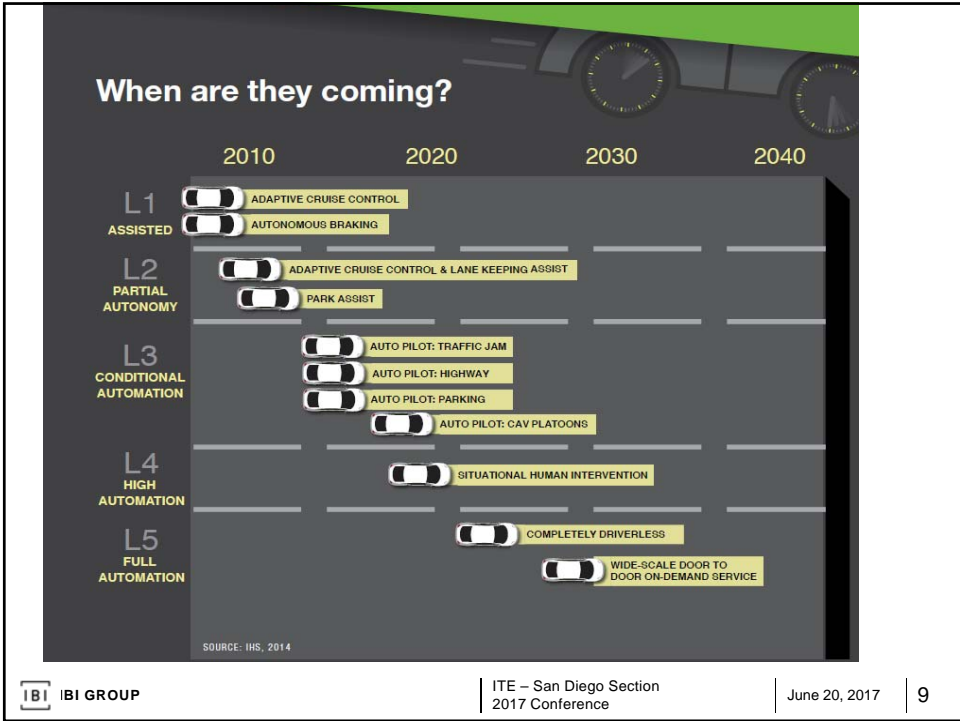 When are they coming?
2010 2020 2030 2040
L1
ASSISTED
ADAPTIVE CRUISE CONTROL
AUTONOMOUS BRAKING
L2
PARTIAL
AUTONOMY
ADAPTIVE CRUISE CONTROL & LANE KEEPING ASSIST
PARK ASSIST
L3
CONDITIONAL
AUTOMATION
AUTO PILOT: TRAFFIC JAM
AUTO PILOT: HIGHWAY
AUTO PILOT: PARKING
AUTO PILOT: CAV PLATOONS
L4
HIGH
AUTOMATION
SITUATIONAL HUMAN INTERVENTION
L5
FULL
AUTOMATION
COMPLETELY DRIVERLESS
WIDE-SCALE DOOR TO
DOOR ON-DEMAND SERVICE
SOURCE: IHS, 2014
IBI IBI GROUP
ITE – San Diego Section
2017 Conference
June 20, 2017
9